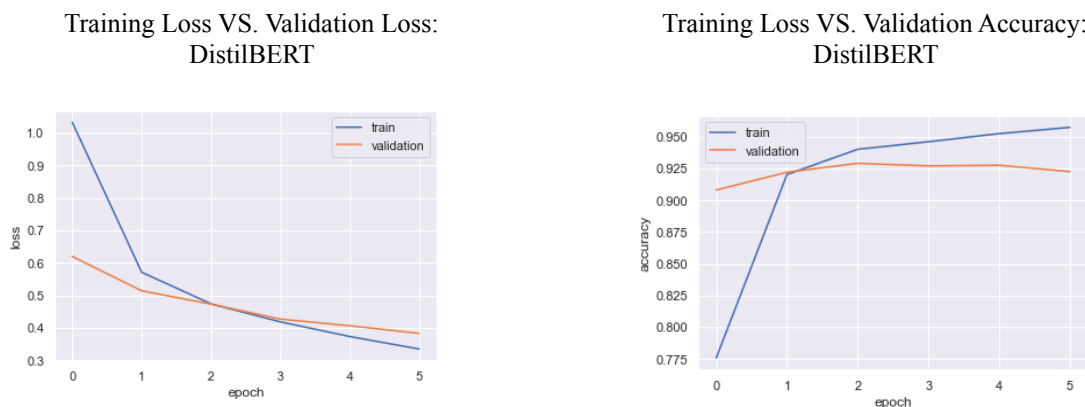 Training Loss VS. Validation Loss:
DistilBERT
1.0
0.9
0.8
0.7
0.6
0.5
0.4
0.3
loss
train
validation
0 1 2 3 4 5
epoch
Training Loss VS. Validation Accuracy:
DistilBERT
0.950
0.925
0.900
0.875
0.850
0.825
0.800
0.775
accuracy
train
validation
0 1 2 3 4 5
epoch